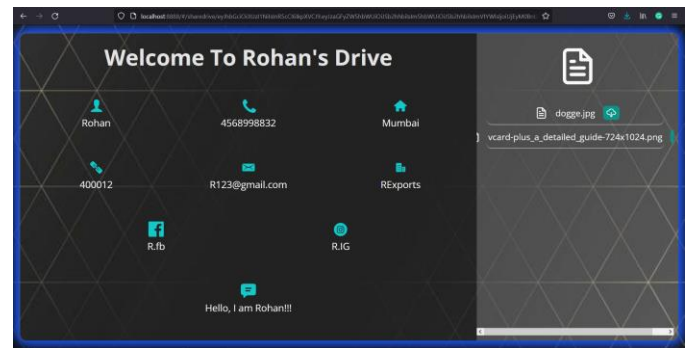 Welcome To Rohan's Drive
Rohan
4568998832
Mumbai
400012
R123@gmail.com
RExports
R.fb
R.IG
Hello, I am Rohan!!!
dogge.jpg
vcard-plus_a_detailed_guide-724x1024.png